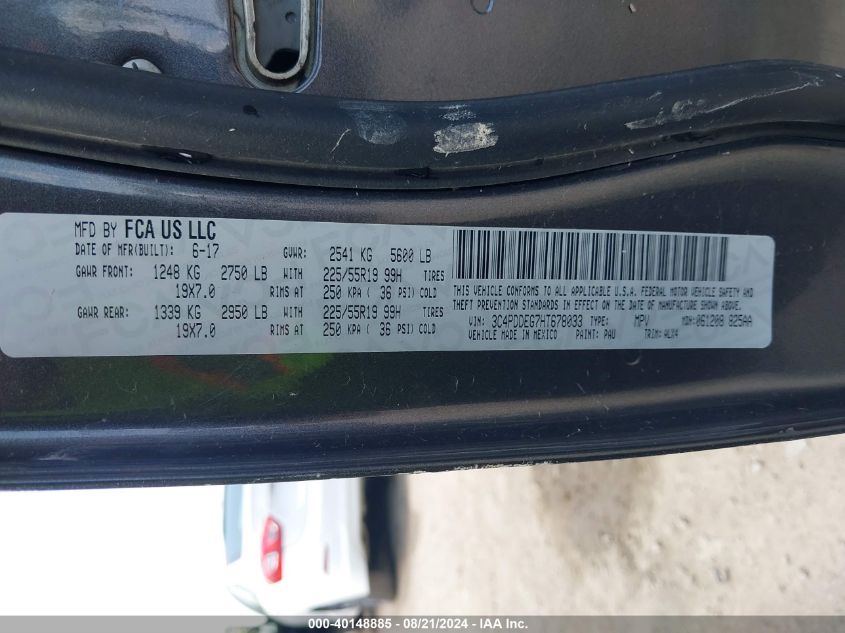 MFD BY FCA US LLC
DATE OF MFR(BUILT): 6-17 GVWR: 2541 KG 5600 LB
GAWR FRONT: 1248 KG 2750 LB WITH 225/55R19 99H TIRES
19X7.0 RIMS AT 250 KPA ( 36 PSI) COLD
GAWR REAR: 1339 KG 2950 LB WITH 225/55R19 99H TIRES
19X7.0 RIMS AT 250 KPA ( 36 PSI) COLD
THIS VEHICLE CONFORMS TO ALL APPLICABLE U.S.A. FEDERAL MOTOR VEHICLE SAFETY AND
THEFT PREVENTION STANDARDS IN EFFECT ON THE DATE OF MANUFACTURE SHOWN ABOVE.
VIN: 3C4PDDEG7HT678033 TYPE: MPV MDH: 061208 825AA
VEHICLE MADE IN MEXICO PAINT: PAU TRIM: ALX4
000-40148885 - 08/21/2024 - IAA Inc.